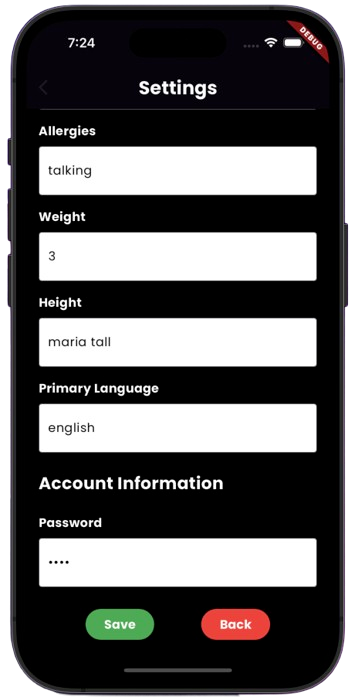 7:24
DEBUG
Settings
Allergies
talking
Weight
3
Height
maria tall
Primary Language
english
Account Information
Password
••••
Save
Back